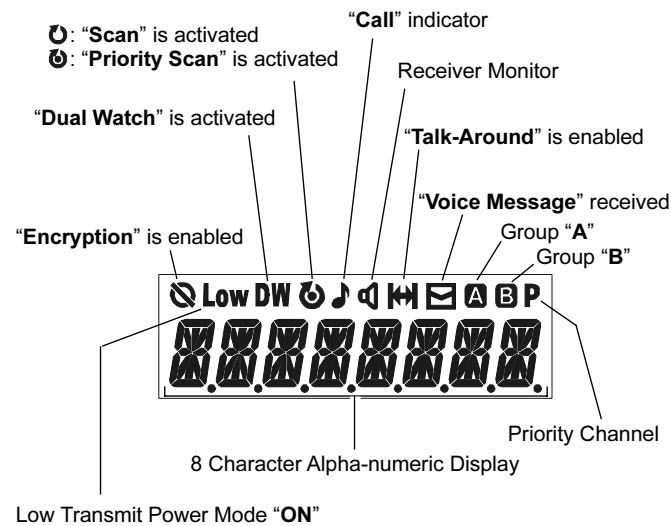 "Call" indicator
: "Scan" is activated
: "Priority Scan" is activated
Receiver Monitor
"Dual Watch" is activated
"Talk-Around" is enabled
"Voice Message" received
"Encryption" is enabled
Group "A"
Group "B"
Low DW A B P
Priority Channel
8 Character Alpha-numeric Display
Low Transmit Power Mode "ON"